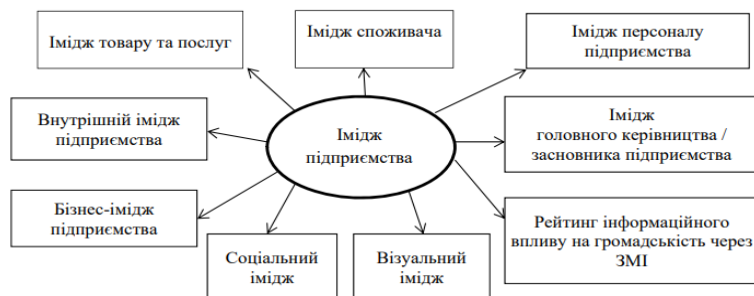 Імідж товару та послуг
Імідж споживача
Імідж персоналу
підприємства
Внутрішній імідж
підприємства
Імідж
підприємства
Імідж
головного керівництва /
засновника підприємства
Бізнес-імідж
підприємства
Соціальний
імідж
Візуальний
імідж
Рейтинг інформаційного
впливу на громадськість через
ЗМІ